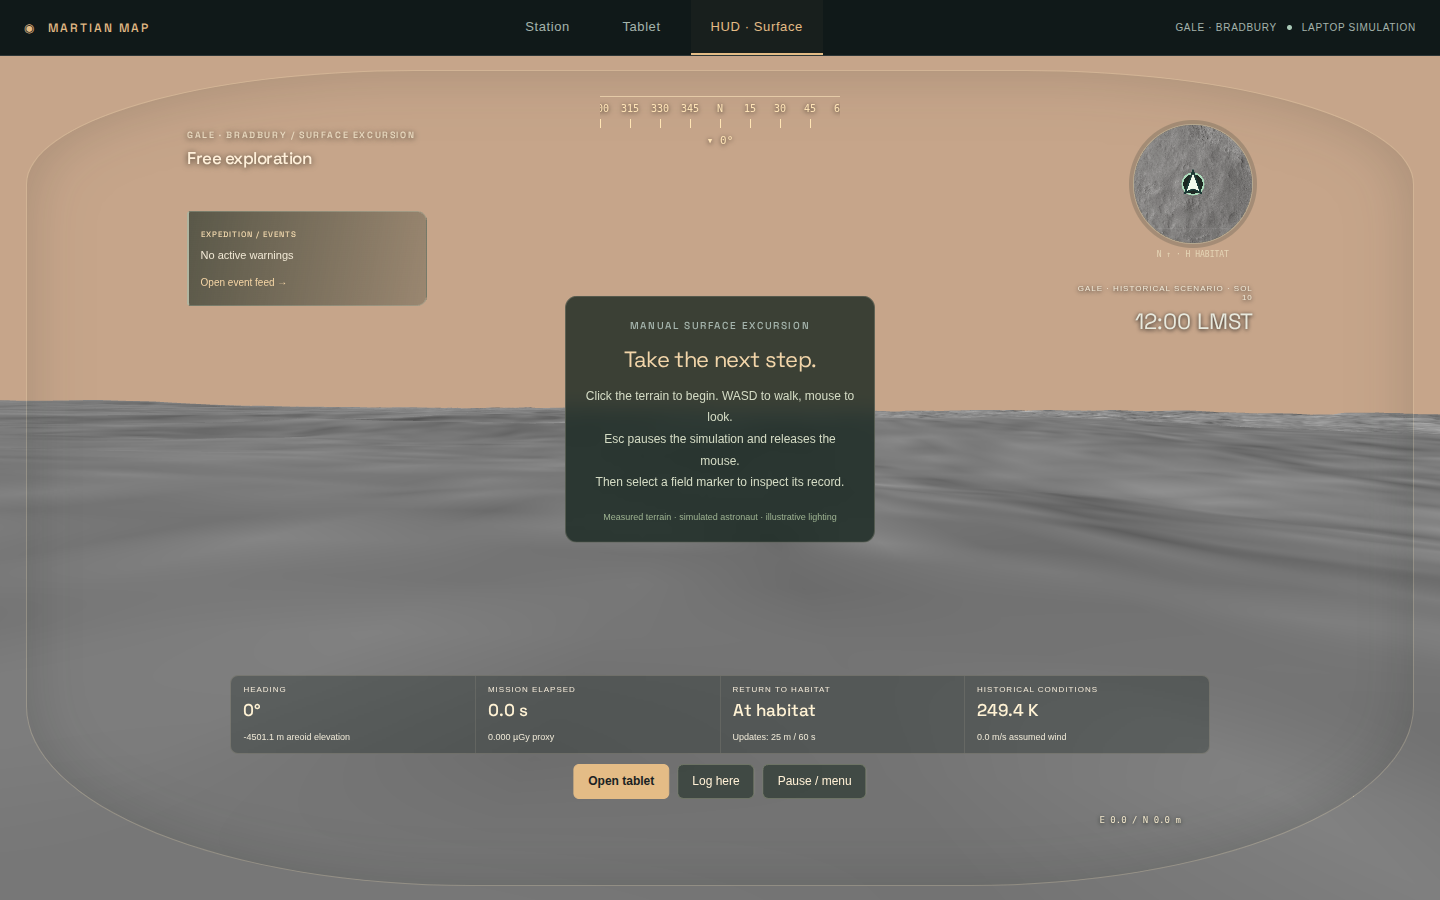 MARTIAN MAP
Station
Tablet
HUD · Surface
GALE · BRADBURY
LAPTOP SIMULATION
315 330 345 N 15 30 45
▾ 0°
GALE · BRADBURY / SURFACE EXCURSION
Free exploration
EXPEDITION / EVENTS
No active warnings
Open event feed →
N ↑ · H HABITAT
GALE · HISTORICAL SCENARIO · SOL
10
12:00 LMST
MANUAL SURFACE EXCURSION
Take the next step.
Click the terrain to begin. WASD to walk, mouse to
look.
Esc pauses the simulation and releases the
mouse.
Then select a field marker to inspect its record.
Measured terrain · simulated astronaut · illustrative lighting
HEADING
0°
-4501.1 m areoid elevation
MISSION ELAPSED
0.0 s
0.000 µGy proxy
RETURN TO HABITAT
At habitat
Updates: 25 m / 60 s
HISTORICAL CONDITIONS
249.4 K
0.0 m/s assumed wind
Open tablet
Log here
Pause / menu
E 0.0 / N 0.0 m